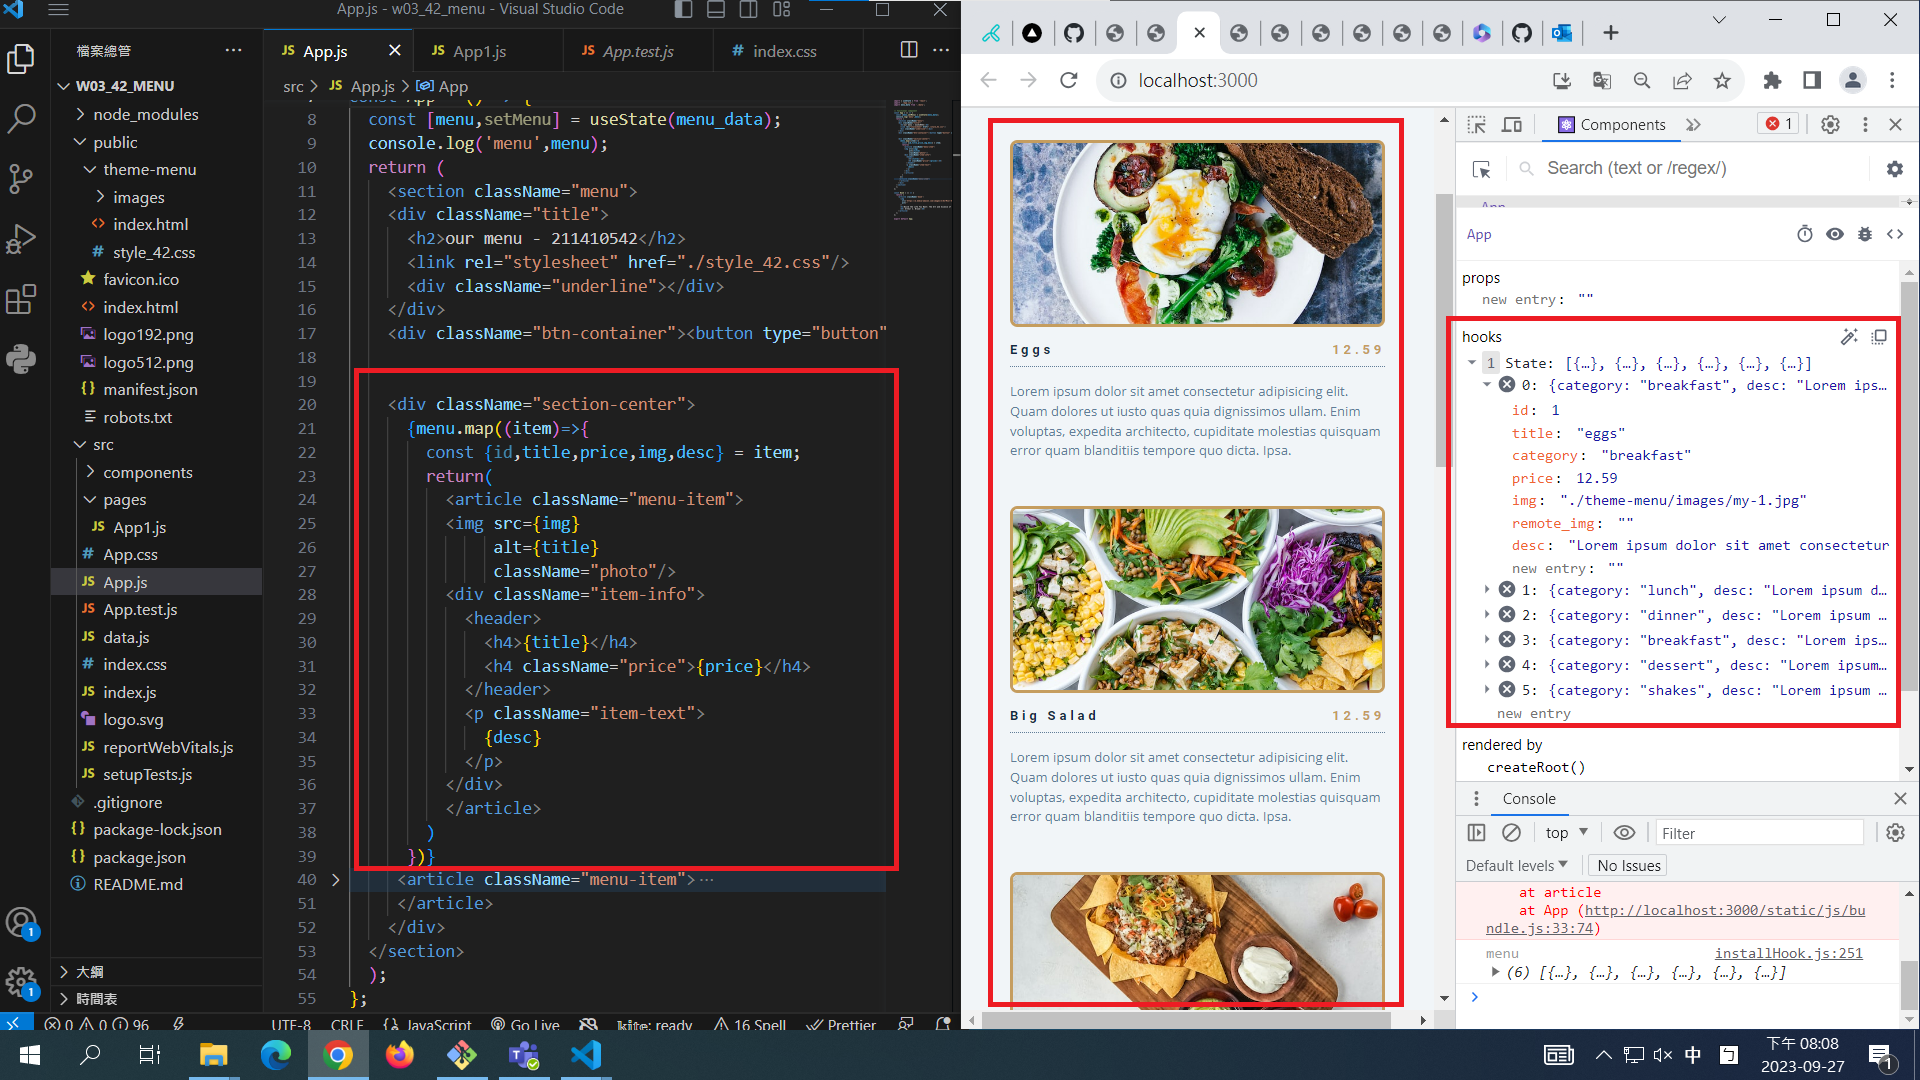 App.js - w03_42_menu - Visual Studio Code
檔案總管
W03_42_MENU
node_modules
public
theme-menu
images
index.html
style_42.css
favicon.ico
index.html
logo192.png
logo512.png
manifest.json
robots.txt
src
components
pages
App1.js
App.css
App.js
App.test.js
data.js
index.css
index.js
logo.svg
reportWebVitals.js
setupTests.js
.gitignore
package-lock.json
package.json
README.md
大綱
時間表
App.js
App1.js
App.test.js
index.css
src > App.js > App
8 const [menu,setMenu] = useState(menu_data);
9 console.log('menu',menu);
10 return (
11 <section className="menu">
12 <div className="title">
13 <h2>our menu - 211410542</h2>
14 <link rel="stylesheet" href="./style_42.css"/>
15 <div className="underline"></div>
16 </div>
17 <div className="btn-container"><button type="button"
18
19
20 <div className="section-center">
21 {menu.map((item)=>{
22 const {id,title,price,img,desc} = item;
23 return(
24 <article className="menu-item">
25 <img src={img}
26 alt={title}
27 className="photo"/>
28 <div className="item-info">
29 <header>
30 <h4>{title}</h4>
31 <h4 className="price">{price}</h4>
32 </header>
33 <p className="item-text">
34 {desc}
35 </p>
36 </div>
37 </article>
38 )
39 })}
40 <article className="menu-item">…
51 </article>
52 </div>
53 </section>
54 );
55 };
0 0 96 UTF-8 CRLF {} JavaScript Go Live kite: ready 16 Spell Prettier
localhost:3000
Eggs 12.59
Lorem ipsum dolor sit amet consectetur adipisicing elit.
Quam dolores ut iusto quas quia dignissimos ullam. Enim
voluptas, expedita architecto, cupiditate molestias quisquam
error quam blanditiis tempore quo dicta. Ipsa.
Big Salad 12.59
Lorem ipsum dolor sit amet consectetur adipisicing elit.
Quam dolores ut iusto quas quia dignissimos ullam. Enim
voluptas, expedita architecto, cupiditate molestias quisquam
error quam blanditiis tempore quo dicta. Ipsa.
Components 1
Search (text or /regex/)
App
props
new entry: ""
hooks
1 State: [{…}, {…}, {…}, {…}, {…}, {…}]
0: {category: "breakfast", desc: "Lorem ips…
id: 1
title: "eggs"
category: "breakfast"
price: 12.59
img: "./theme-menu/images/my-1.jpg"
remote_img: ""
desc: "Lorem ipsum dolor sit amet consectetur
new entry: ""
1: {category: "lunch", desc: "Lorem ipsum d…
2: {category: "dinner", desc: "Lorem ipsum …
3: {category: "breakfast", desc: "Lorem ips…
4: {category: "dessert", desc: "Lorem ipsum…
5: {category: "shakes", desc: "Lorem ipsum …
new entry
rendered by
createRoot()
Console
top Filter
Default levels No Issues
at article
at App (http://localhost:3000/static/js/bu
ndle.js:33:74)
menu installHook.js:251
(6) [{…}, {…}, {…}, {…}, {…}, {…}]
中 ㄅ 下午 08:08
2023-09-27
1